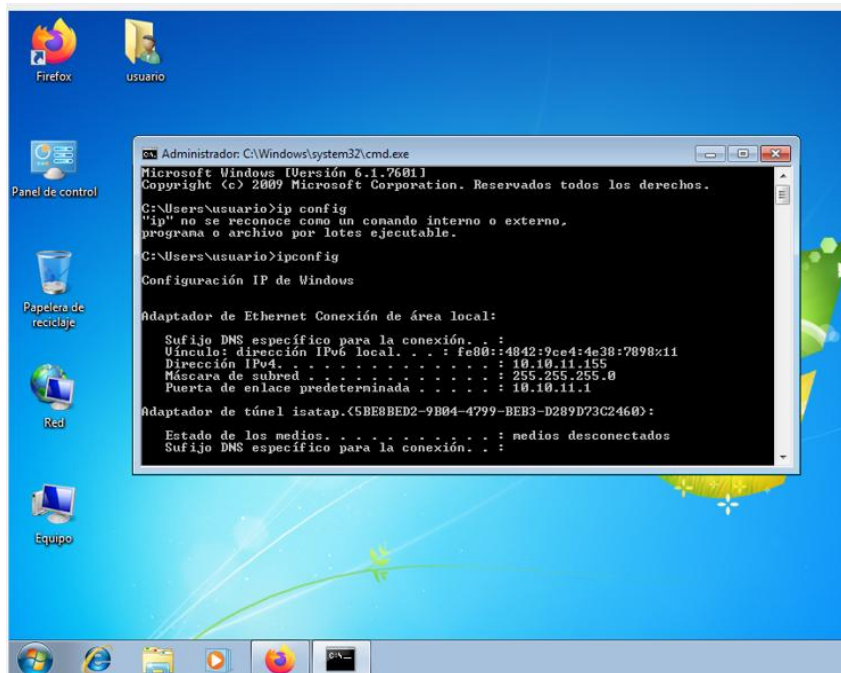 Firefox
usuario
Panel de control
Papelera de
reciclaje
Red
Equipo
Administrador: C:\Windows\system32\cmd.exe
Microsoft Windows [Versión 6.1.7601]
Copyright (c) 2009 Microsoft Corporation. Reservados todos los derechos.
C:\Users\usuario>ip config
"ip" no se reconoce como un comando interno o externo,
programa o archivo por lotes ejecutable.
C:\Users\usuario>ipconfig
Configuración IP de Windows
Adaptador de Ethernet Conexión de área local:
Sufijo DNS específico para la conexión. . :
Vínculo: dirección IPv6 local. . . : fe80::4842:9ce4:4e38:7898%11
Dirección IPv4. . . . . . . . . . . . . . : 10.10.11.155
Máscara de subred . . . . . . . . . . . . : 255.255.255.0
Puerta de enlace predeterminada . . . . . : 10.10.11.1
Adaptador de túnel isatap.{5BE8BED2-9B04-4799-BEB3-D289D73C2460}:
Estado de los medios. . . . . . . . . . . : medios desconectados
Sufijo DNS específico para la conexión. . :